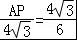 AP/4√3 = 4√3/6